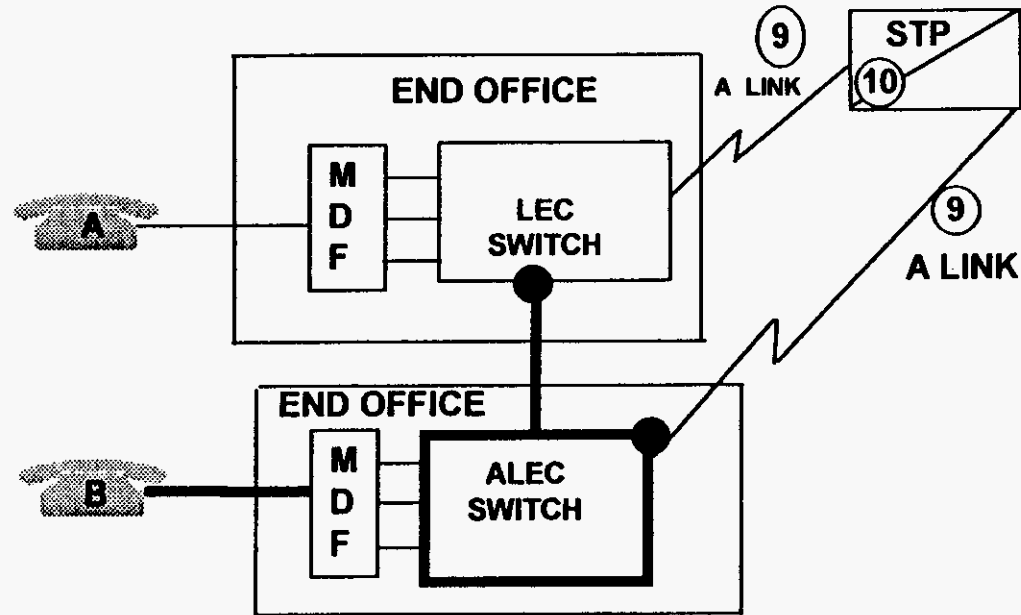 9
STP
A LINK
10
END OFFICE
M
D
F
LEC
SWITCH
A
9
A LINK
END OFFICE
M
D
F
ALEC
SWITCH
B